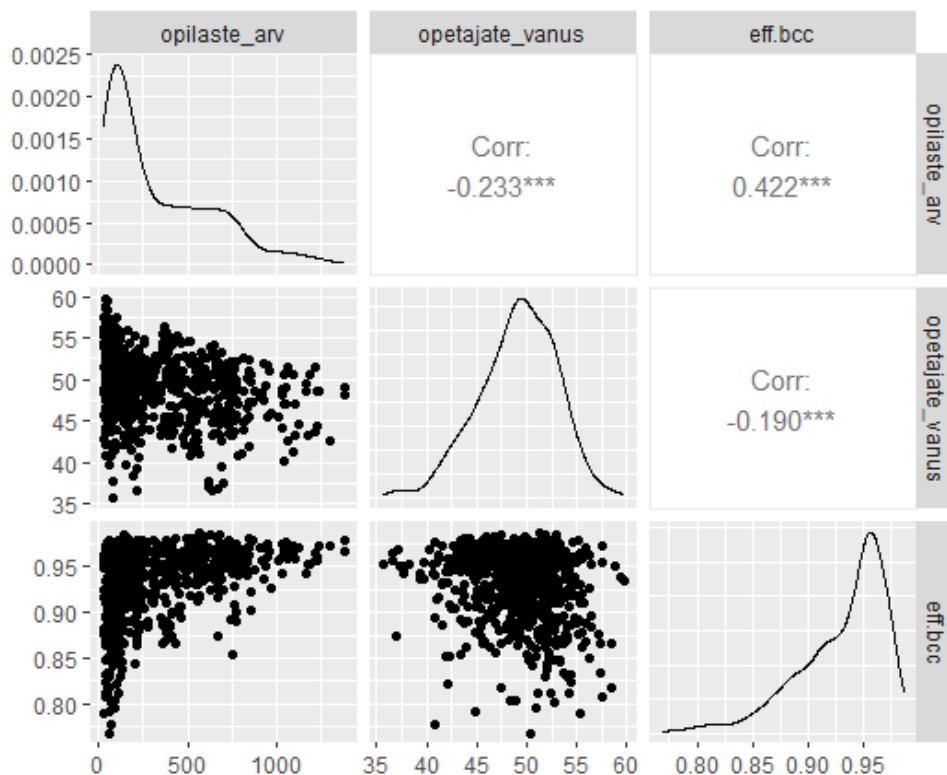 opilaste_arv opetajate_vanus eff.bcc
0.0025
0.0020
0.0015
0.0010
0.0005
0.0000
Corr:
-0.233***
Corr:
0.422***
opilaste_arv
60
55
50
45
40
35
Corr:
-0.190***
opetajate_vanus
0.95
0.90
0.85
0.80
eff.bcc
0 500 1000
35 40 45 50 55 60
0.80 0.85 0.90 0.95